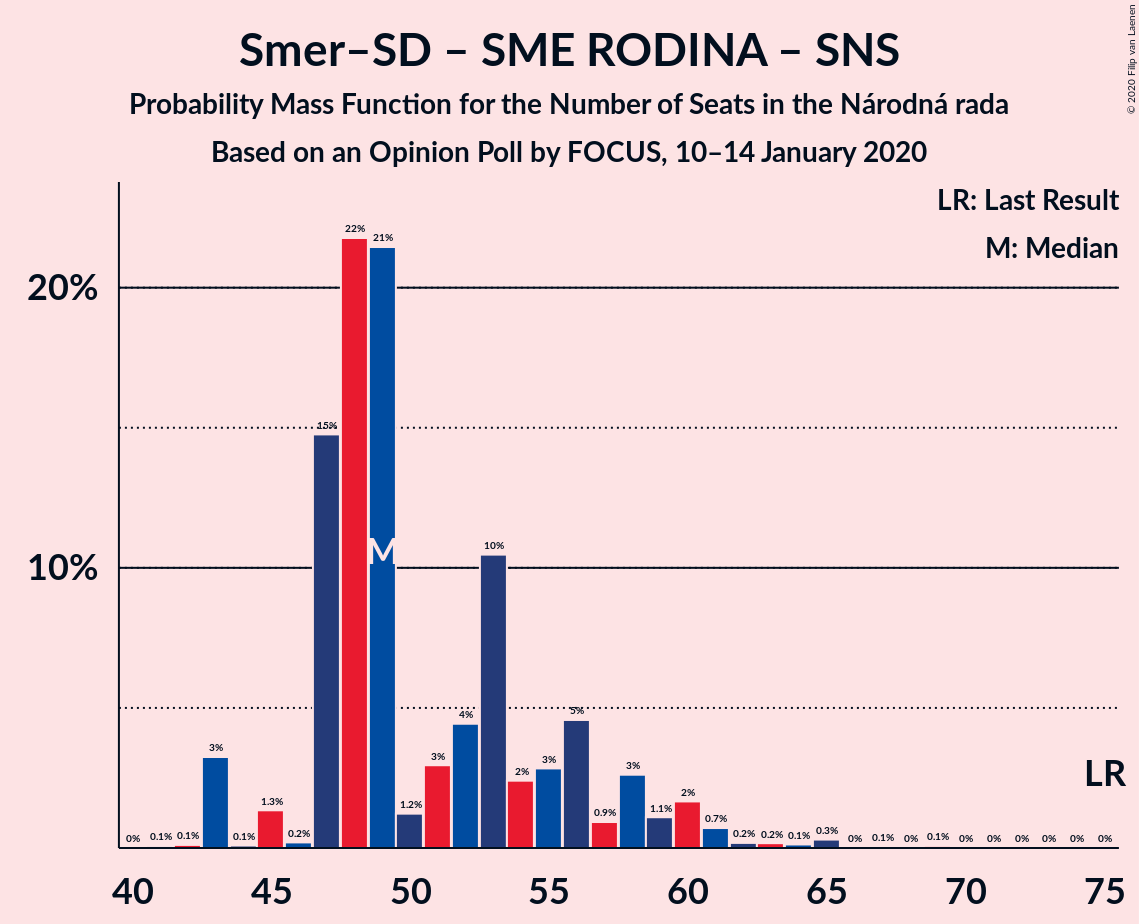 Smer–SD – SME RODINA – SNS
Probability Mass Function for the Number of Seats in the Národná rada
Based on an Opinion Poll by FOCUS, 10–14 January 2020
© 2020 Filip van Laenen
LR: Last Result
M: Median
20%
10%
0% 0.1% 0.1% 3% 0.1% 1.3% 0.2% 15% 22% 21% 1.2% 3% 4% 10% 2% 3% 5% 0.9% 3% 1.1% 2% 0.7% 0.2% 0.2% 0.1% 0.3% 0% 0.1% 0% 0.1% 0% 0% 0% 0% 0% 0%
M
LR
40 45 50 55 60 65 70 75